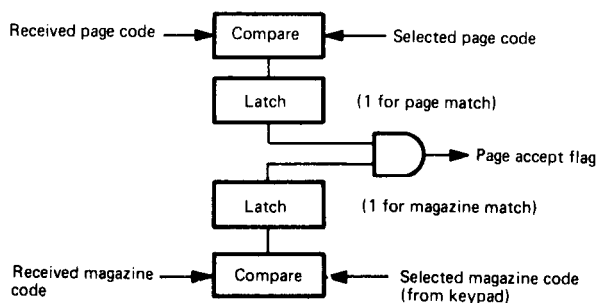 Received page code
Compare
Selected page code
Latch
(1 for page match)
Page accept flag
Latch
(1 for magazine match)
Received magazine
code
Compare
Selected magazine code
(from keypad)